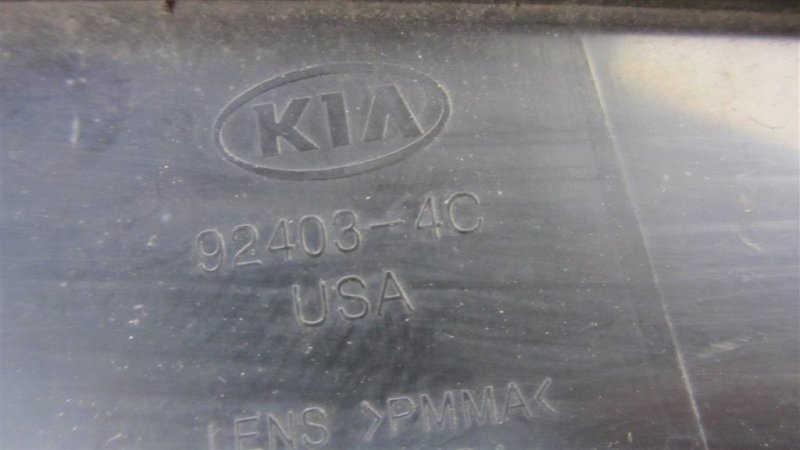 KIA
92403-4C
USA
LENS >PMMA<